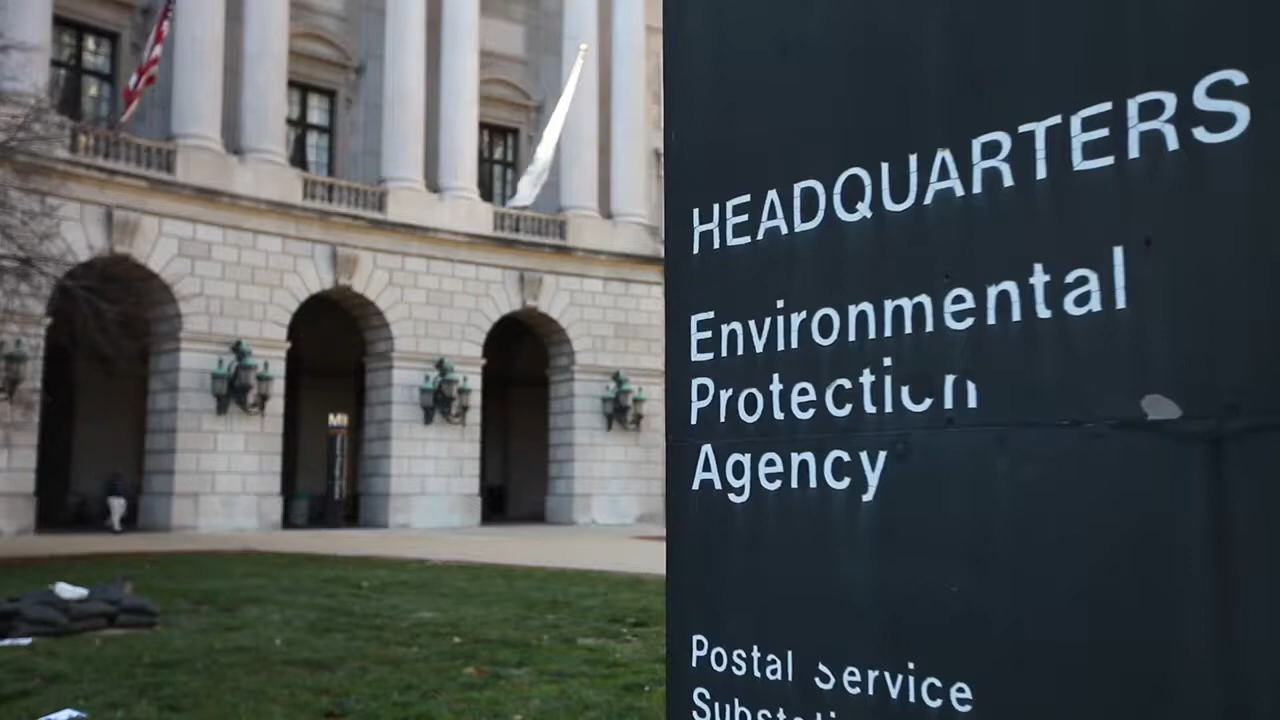 HEADQUARTERS
Environmental
Protection
Agency
Postal Service